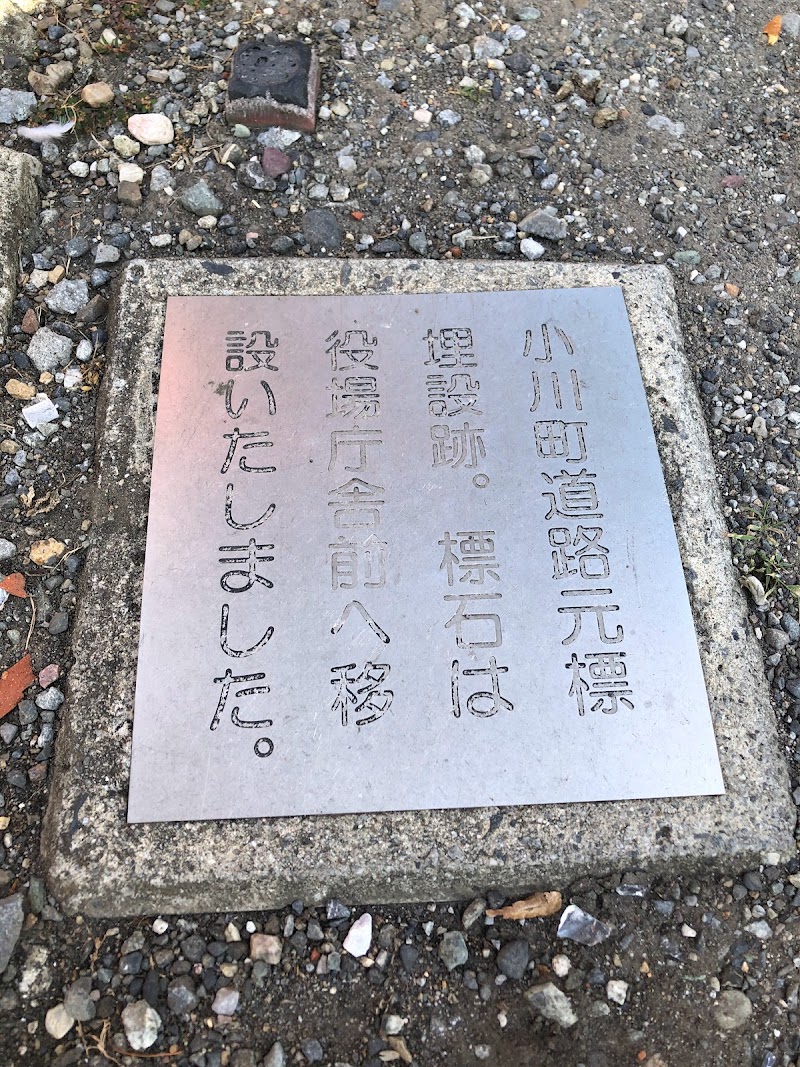 小川町道路元標
埋設跡。標石は
役場庁舎前へ移
設いたしました。